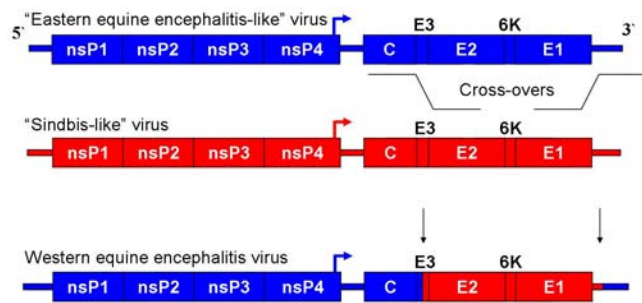 "Eastern equine encephalitis-like" virus
5` 3`
E3 6K
nsP1 nsP2 nsP3 nsP4 C E2 E1
Cross-overs
"Sindbis-like" virus
E3 6K
nsP1 nsP2 nsP3 nsP4 C E2 E1
Western equine encephalitis virus
E3 6K
nsP1 nsP2 nsP3 nsP4 C E2 E1